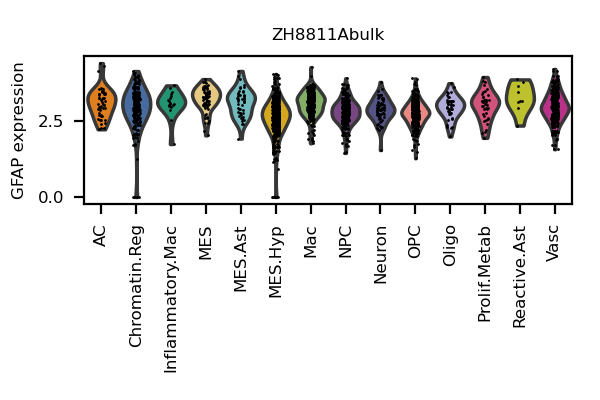 ZH8811Abulk
GFAP expression
2.5
0.0
AC
Chromatin.Reg
Inflammatory.Mac
MES
MES.Ast
MES.Hyp
Mac
NPC
Neuron
OPC
Oligo
Prolif.Metab
Reactive.Ast
Vasc